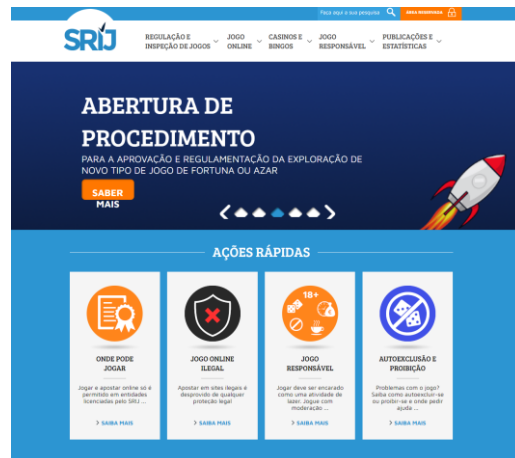 Faça aqui a sua pesquisa
ÁREA RESERVADA
SRIJ
REGULAÇÃO E
INSPEÇÃO DE JOGOS
JOGO
ONLINE
CASINOS E
BINGOS
JOGO
RESPONSÁVEL
PUBLICAÇÕES E
ESTATÍSTICAS
ABERTURA DE
PROCEDIMENTO
PARA A APROVAÇÃO E REGULAMENTAÇÃO DA EXPLORAÇÃO DE
NOVO TIPO DE JOGO DE FORTUNA OU AZAR
SABER
MAIS
AÇÕES RÁPIDAS
ONDE PODE
JOGAR
Jogar e apostar online só é
permitido em entidades
licenciadas pelo SRIJ ...
> SAIBA MAIS
JOGO ONLINE
ILEGAL
Apostar em sites ilegais é
desprovido de qualquer
proteção legal
> SAIBA MAIS
18+
JOGO
RESPONSÁVEL
Jogar deve ser encarado
como uma atividade de
lazer. Jogue com
moderação ...
> SAIBA MAIS
AUTOEXCLUSÃO E
PROIBIÇÃO
Problemas com o jogo?
Saiba como autoexcluir-se
ou proibir-se e onde pedir
ajuda ...
> SAIBA MAIS